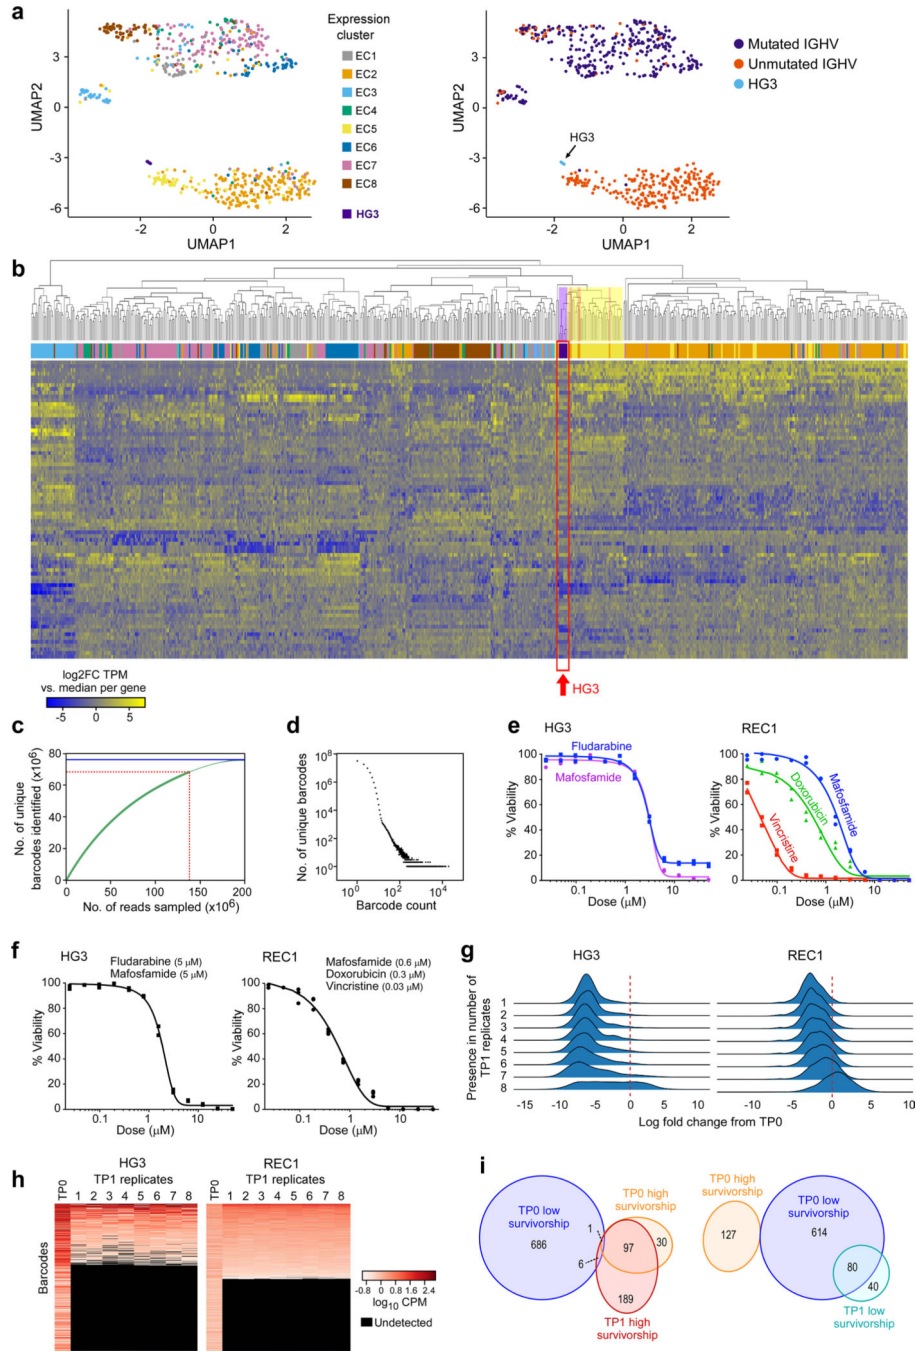 a
Expression
cluster
EC1
EC2
EC3
EC4
EC5
EC6
EC7
EC8
HG3
UMAP2
3
0
-3
-6
-2
0
2
UMAP1
UMAP2
3
0
-3
-6
HG3
-2
0
2
UMAP1
Mutated IGHV
Unmutated IGHV
HG3
b
log2FC TPM
vs. median per gene
-5 0 5
HG3
c
No. of unique
barcodes identified (x10⁶)
80
60
40
20
0
0 50 100 150 200
No. of reads sampled (x10⁶)
d
No. of unique barcodes
10⁸
10⁶
10⁴
10²
10⁰
10⁰ 10² 10⁴
Barcode count
e
HG3
% Viability
100
80
60
40
20
0
Fludarabine
Mafosfamide
0.1 1 10
Dose (μM)
REC1
% Viability
100
80
60
40
20
0
Mafosfamide
Doxorubicin
Vincristine
0.1 1.0 10
Dose (μM)
f
HG3
Fludarabine (5 μM)
Mafosfamide (5 μM)
% Viability
100
80
60
40
20
0
0.1 1 10
Dose (μM)
REC1
Mafosfamide (0.6 μM)
Doxorubicin (0.3 μM)
Vincristine (0.03 μM)
% Viability
100
80
60
40
20
0
0.1 1 10
Dose (μM)
g
HG3
REC1
Presence in number of
TP1 replicates
1
2
3
4
5
6
7
8
-15 -10 -5 0 5 10
-10 -5 0 5 10
Log fold change from TP0
h
HG3
TP1 replicates
TP0 1 2 3 4 5 6 7 8
REC1
TP1 replicates
TP0 1 2 3 4 5 6 7 8
Barcodes
-0.8 0.8 1.6 2.4
log₁₀ CPM
Undetected
i
TP0 low
survivorship
686
1
6
TP0 high
survivorship
97
30
189
TP1 high
survivorship
TP0 high
survivorship
127
TP0 low
survivorship
614
80
40
TP1 low
survivorship